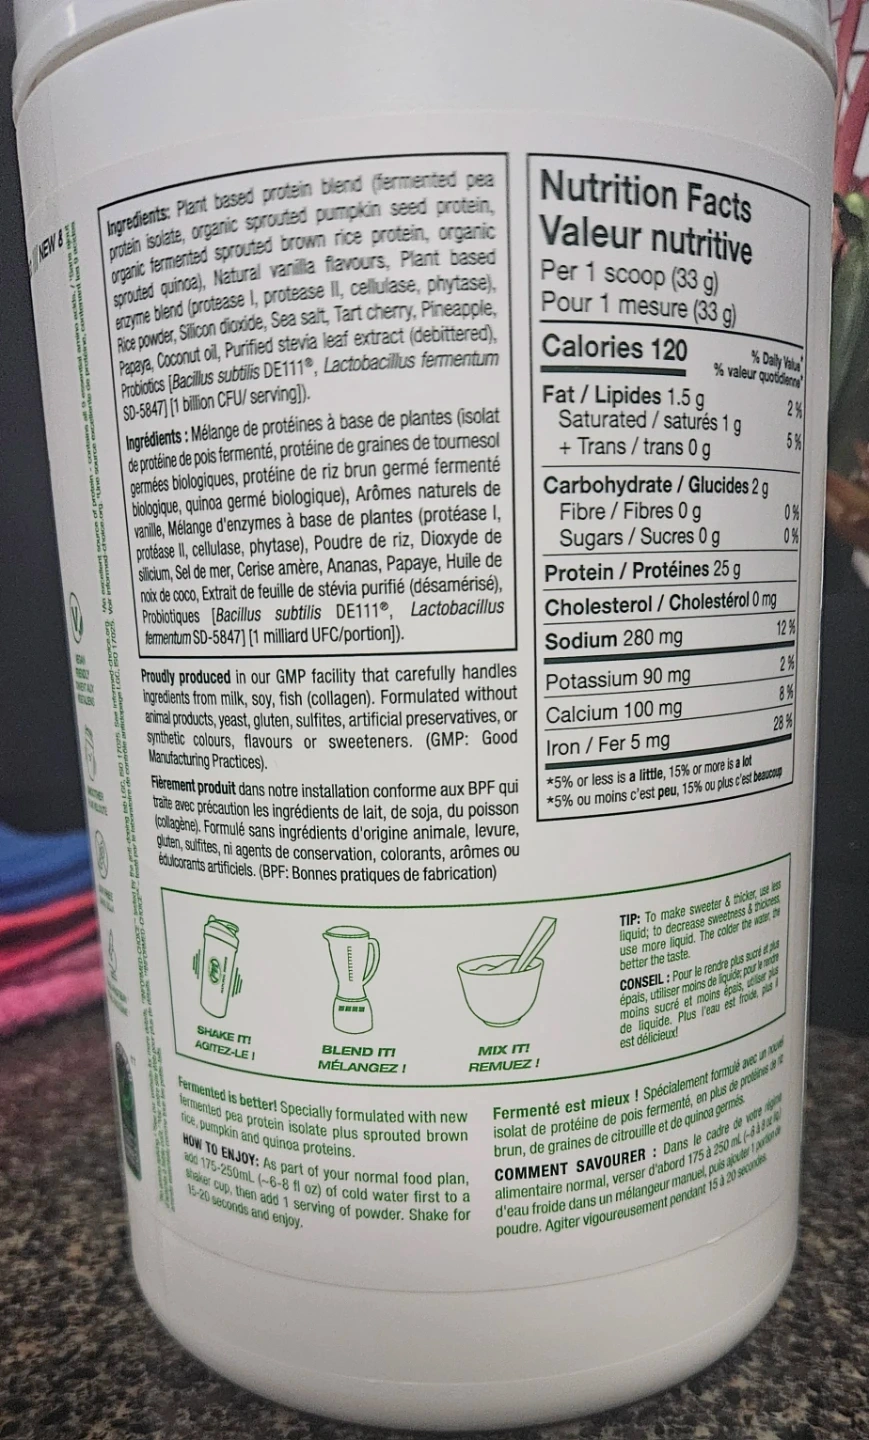 NEW &
Ingredients: Plant based protein blend (fermented pea
protein isolate, organic sprouted pumpkin seed protein,
organic fermented sprouted brown rice protein, organic
sprouted quinoa), Natural vanilla flavours, Plant based
enzyme blend (protease I, protease II, cellulase, phytase),
Rice powder, Silicon dioxide, Sea salt, Tart cherry, Pineapple,
Papaya, Coconut oil, Purified stevia leaf extract (debittered),
Probiotics [Bacillus subtilis DE111®, Lactobacillus fermentum
SD-5847] [1 billion CFU/ serving]).
Ingrédients : Mélange de protéines à base de plantes (isolat
de protéine de pois fermenté, protéine de graines de tournesol
germées biologiques, protéine de riz brun germé fermenté
biologique, quinoa germé biologique), Arômes naturels de
vanille, Mélange d'enzymes à base de plantes (protéase I,
protéase II, cellulase, phytase), Poudre de riz, Dioxyde de
silicium, Sel de mer, Cerise amère, Ananas, Papaye, Huile de
noix de coco, Extrait de feuille de stévia purifié (désamérisé),
Probiotiques [Bacillus subtilis DE111®, Lactobacillus
fermentum SD-5847] [1 milliard UFC/portion]).
Proudly produced in our GMP facility that carefully handles
ingredients from milk, soy, fish (collagen). Formulated without
animal products, yeast, gluten, sulfites, artificial preservatives, or
synthetic colours, flavours or sweeteners. (GMP: Good
Manufacturing Practices).
Fièrement produit dans notre installation conforme aux BPF qui
traite avec précaution les ingrédients de lait, de soja, du poisson
(collagène). Formulé sans ingrédients d'origine animale, levure,
gluten, sulfites, ni agents de conservation, colorants, arômes ou
édulcorants artificiels. (BPF: Bonnes pratiques de fabrication)
Nutrition Facts
Valeur nutritive
Per 1 scoop (33 g)
Pour 1 mesure (33 g)
Calories 120
% Daily Value*
% valeur quotidienne*
Fat / Lipides 1.5 g 2 %
Saturated / saturés 1 g
+ Trans / trans 0 g 5 %
Carbohydrate / Glucides 2 g
Fibre / Fibres 0 g 0 %
Sugars / Sucres 0 g 0 %
Protein / Protéines 25 g
Cholesterol / Cholestérol 0 mg
Sodium 280 mg 12 %
Potassium 90 mg 2 %
Calcium 100 mg 8 %
Iron / Fer 5 mg 28 %
*5% or less is a little, 15% or more is a lot
*5% ou moins c'est peu, 15% ou plus c'est beaucoup
SHAKE IT!
AGITEZ-LE !
BLEND IT!
MÉLANGEZ !
MIX IT!
REMUEZ !
TIP: To make sweeter & thicker, use less
liquid; to decrease sweetness & thickness,
use more liquid. The colder the water, the
better the taste.
CONSEIL : Pour le rendre plus sucré et plus
épais, utiliser moins de liquide; pour le rendre
moins sucré et moins épais, utiliser plus
de liquide. Plus l'eau est froide, plus il
est délicieux!
Fermented is better! Specially formulated with new
fermented pea protein isolate plus sprouted brown
rice, pumpkin and quinoa proteins.
HOW TO ENJOY: As part of your normal food plan,
add 175-250mL (~6-8 fl oz) of cold water first to a
shaker cup, then add 1 serving of powder. Shake for
15-20 seconds and enjoy.
Fermenté est mieux ! Spécialement formulé avec un nouvel
isolat de protéine de pois fermenté, en plus de protéines de riz
brun, de graines de citrouille et de quinoa germés.
COMMENT SAVOURER : Dans le cadre de votre régime
alimentaire normal, verser d'abord 175 à 250 mL (~6 à 8 oz liq)
d'eau froide dans un mélangeur manuel, puis ajouter 1 portion de
poudre. Agiter vigoureusement pendant 15 à 20 secondes.